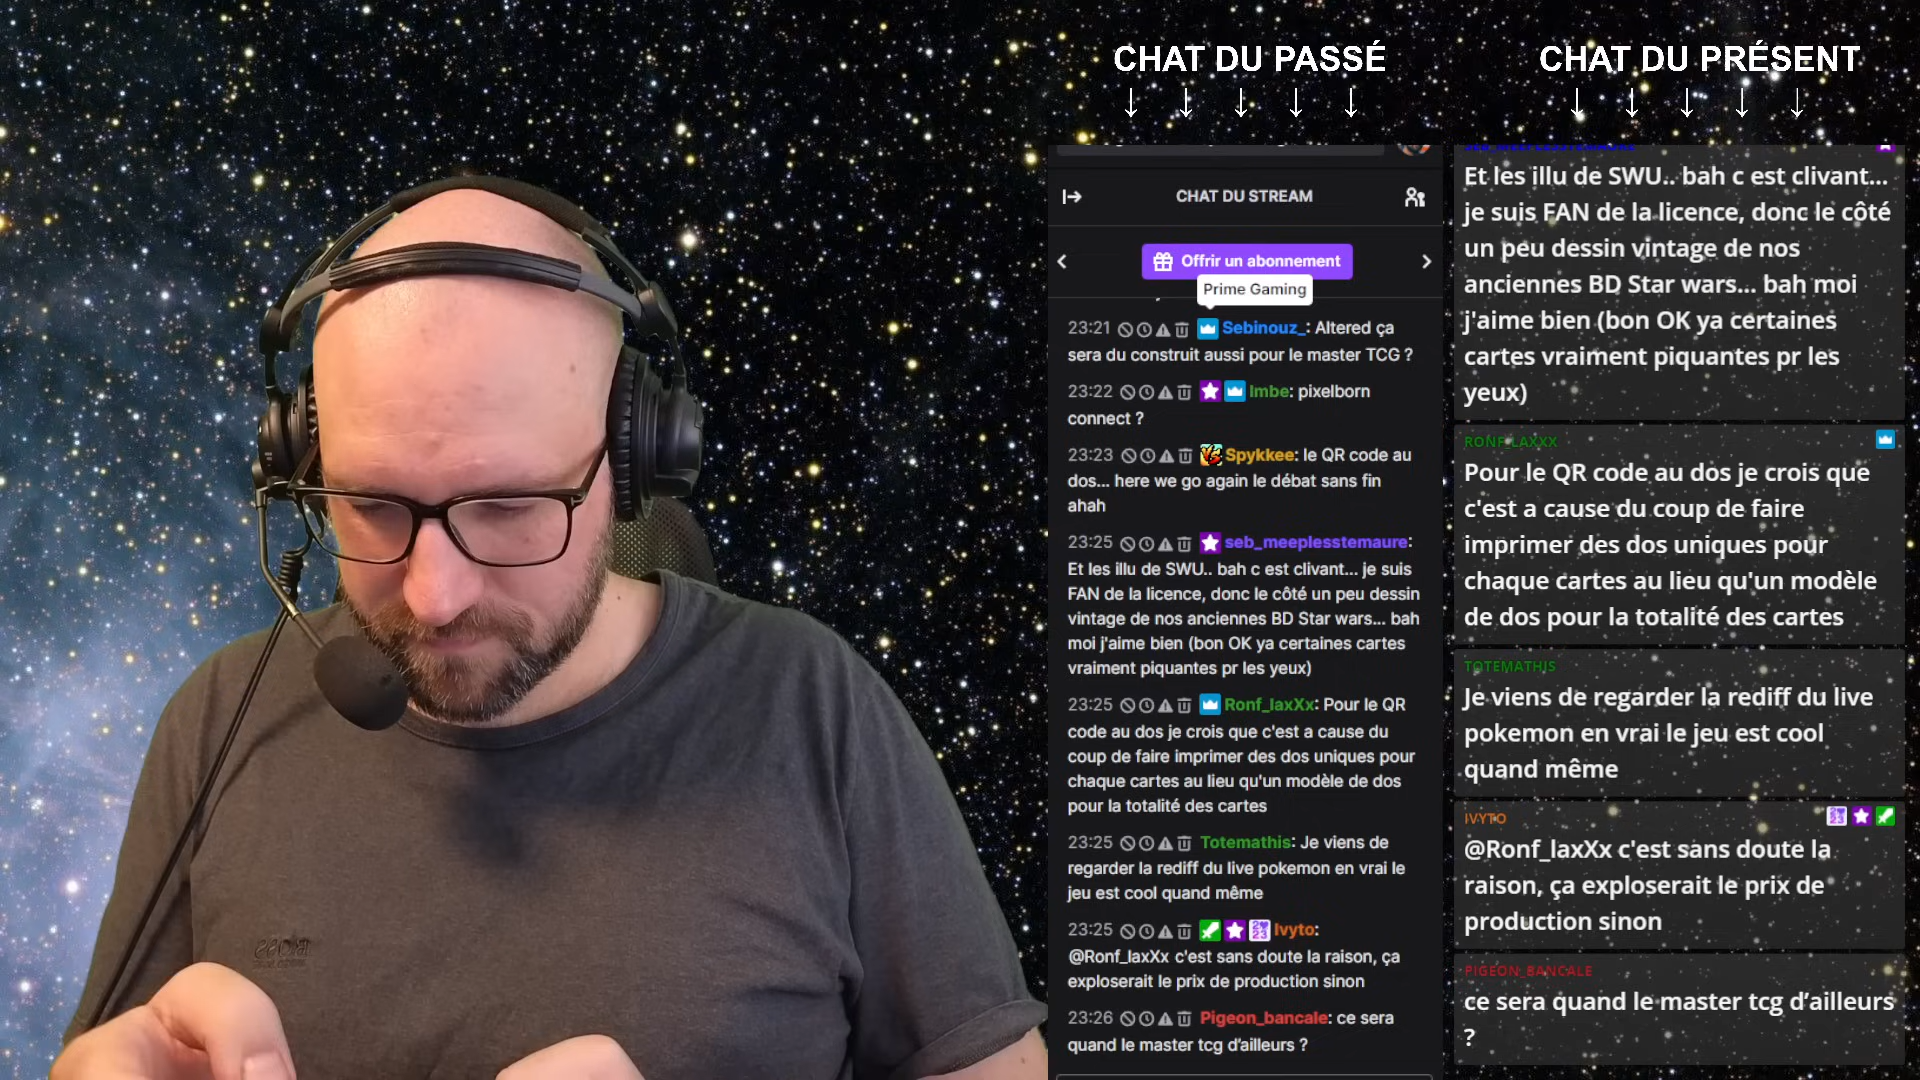 CHAT DU PASSÉ
CHAT DU STREAM
Offrir un abonnement
Prime Gaming
23:21 Sebinouz_: Altered ça
sera du construit aussi pour le master TCG ?
23:22 Imbe: pixelborn
connect ?
23:23 Spykkee: le QR code au
dos... here we go again le débat sans fin
ahah
23:25 seb_meeplesstemaure:
Et les illu de SWU.. bah c est clivant... je suis
FAN de la licence, donc le côté un peu dessin
vintage de nos anciennes BD Star wars... bah
moi j'aime bien (bon OK ya certaines cartes
vraiment piquantes pr les yeux)
23:25 Ronf_laxXx: Pour le QR
code au dos je crois que c'est a cause du
coup de faire imprimer des dos uniques pour
chaque cartes au lieu qu'un modèle de dos
pour la totalité des cartes
23:25 Totemathis: Je viens de
regarder la rediff du live pokemon en vrai le
jeu est cool quand même
23:25 Ivyto:
@Ronf_laxXx c'est sans doute la raison, ça
exploserait le prix de production sinon
23:26 Pigeon_bancale: ce sera
quand le master tcg d'ailleurs ?
CHAT DU PRÉSENT
SEB_MEEPLESSTEMAURE
Et les illu de SWU.. bah c est clivant...
je suis FAN de la licence, donc le côté
un peu dessin vintage de nos
anciennes BD Star wars... bah moi
j'aime bien (bon OK ya certaines
cartes vraiment piquantes pr les
yeux)
RONF_LAXXX
Pour le QR code au dos je crois que
c'est a cause du coup de faire
imprimer des dos uniques pour
chaque cartes au lieu qu'un modèle
de dos pour la totalité des cartes
TOTEMATHIS
Je viens de regarder la rediff du live
pokemon en vrai le jeu est cool
quand même
IVYTO
@Ronf_laxXx c'est sans doute la
raison, ça exploserait le prix de
production sinon
PIGEON_BANCALE
ce sera quand le master tcg d’ailleurs
?